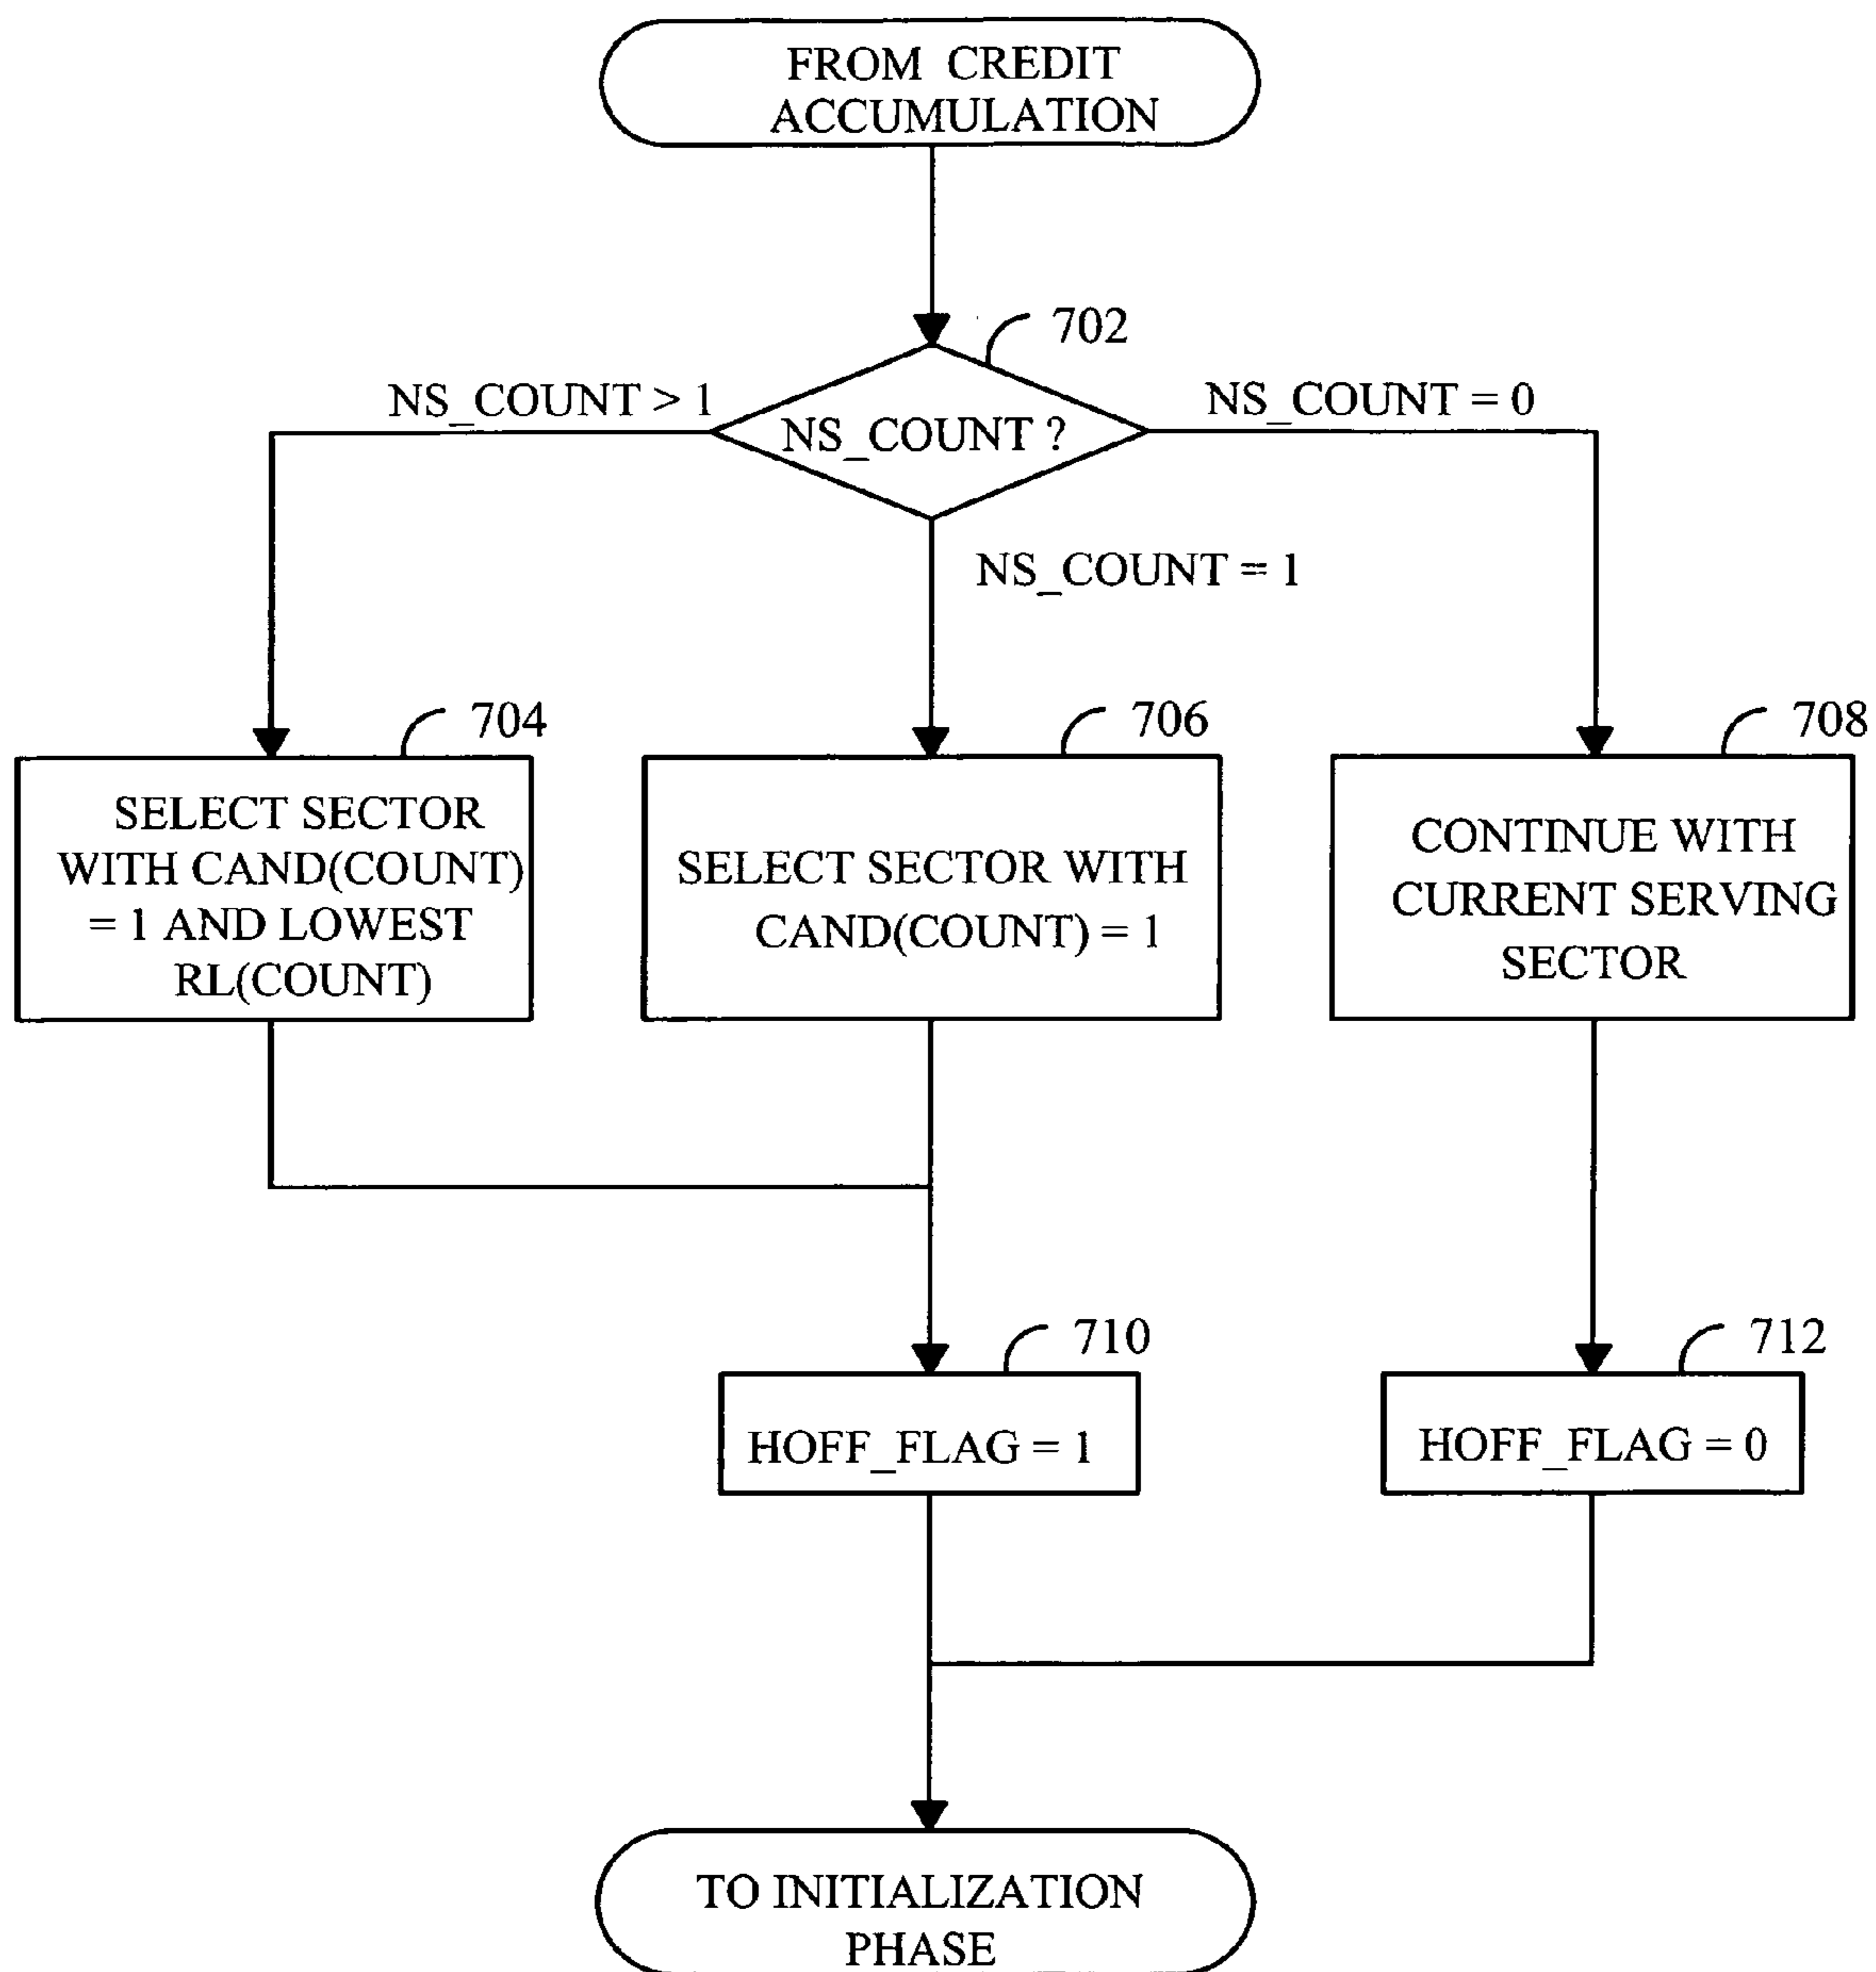 FROM CREDIT
ACCUMULATION
702
NS_COUNT > 1
NS_COUNT ?
NS_COUNT = 0
NS_COUNT = 1
704
706
708
SELECT SECTOR
WITH CAND(COUNT)
= 1 AND LOWEST
RL(COUNT)
SELECT SECTOR WITH
CAND(COUNT) = 1
CONTINUE WITH
CURRENT SERVING
SECTOR
710
712
HOFF_FLAG = 1
HOFF_FLAG = 0
TO INITIALIZATION
PHASE